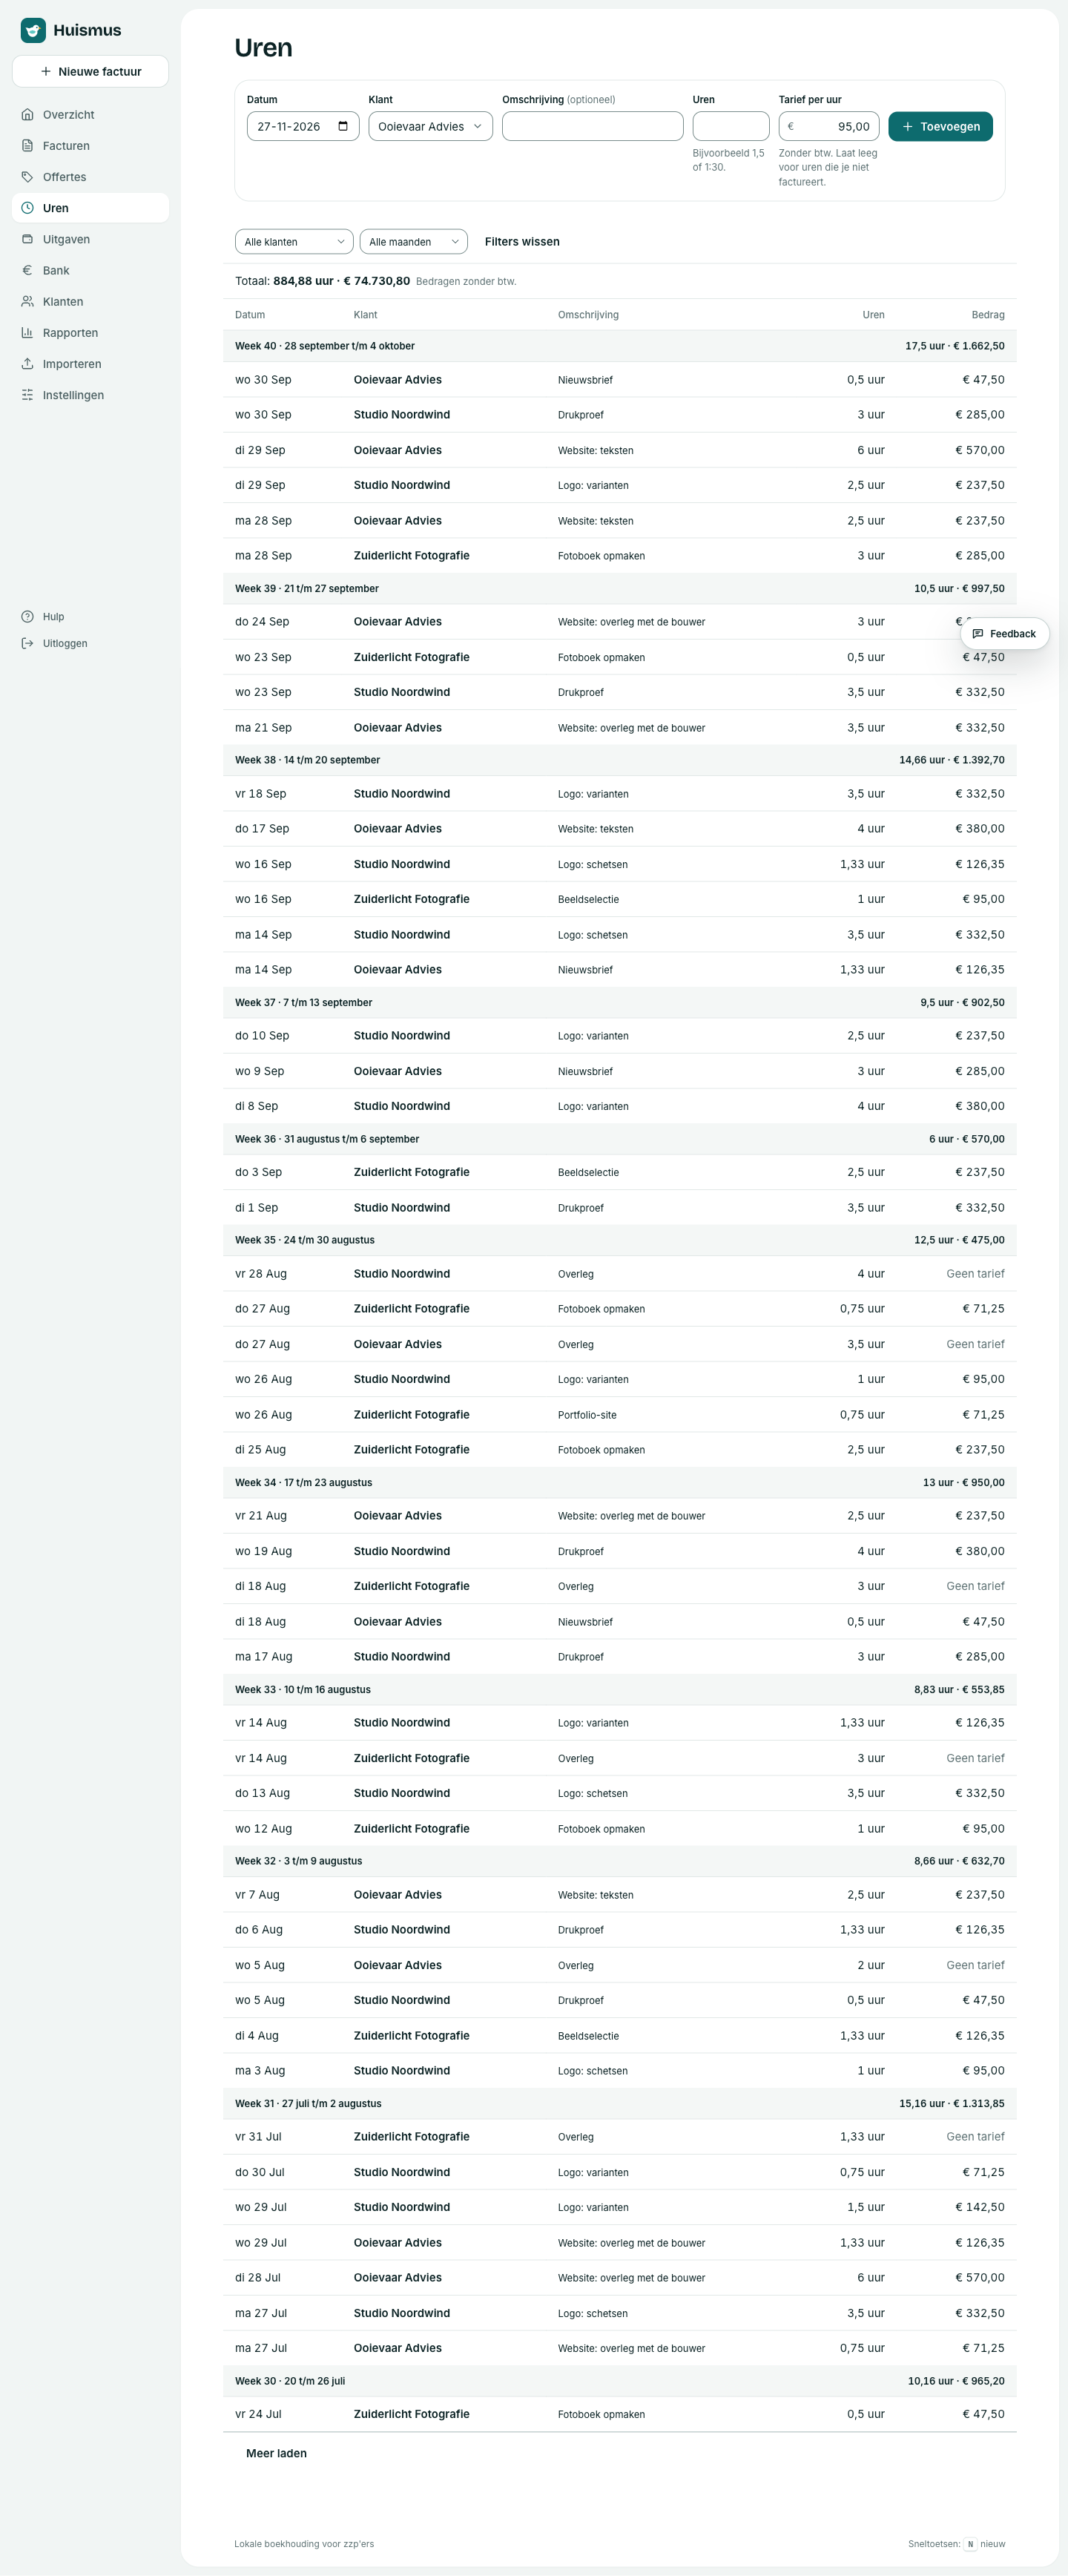 Huismus
Nieuwe factuur
Overzicht
Facturen
Offertes
Uren
Uitgaven
Bank
Klanten
Rapporten
Importeren
Instellingen
Hulp
Uitloggen
Uren
Datum Klant Omschrijving (optioneel) Uren Tarief per uur
27-11-2026 Ooievaar Advies € 95,00 Toevoegen
Bijvoorbeeld 1,5 of 1:30.
Zonder btw. Laat leeg voor uren die je niet factureert.
Alle klanten Alle maanden Filters wissen
Totaal: 884,88 uur · € 74.730,80 Bedragen zonder btw.
Datum Klant Omschrijving Uren Bedrag
Week 40 · 28 september t/m 4 oktober 17,5 uur · € 1.662,50
wo 30 Sep Ooievaar Advies Nieuwsbrief 0,5 uur € 47,50
wo 30 Sep Studio Noordwind Drukproef 3 uur € 285,00
di 29 Sep Ooievaar Advies Website: teksten 6 uur € 570,00
di 29 Sep Studio Noordwind Logo: varianten 2,5 uur € 237,50
ma 28 Sep Ooievaar Advies Website: teksten 2,5 uur € 237,50
ma 28 Sep Zuiderlicht Fotografie Fotoboek opmaken 3 uur € 285,00
Week 39 · 21 t/m 27 september 10,5 uur · € 997,50
do 24 Sep Ooievaar Advies Website: overleg met de bouwer 3 uur €
Feedback
wo 23 Sep Zuiderlicht Fotografie Fotoboek opmaken 0,5 uur € 47,50
wo 23 Sep Studio Noordwind Drukproef 3,5 uur € 332,50
ma 21 Sep Ooievaar Advies Website: overleg met de bouwer 3,5 uur € 332,50
Week 38 · 14 t/m 20 september 14,66 uur · € 1.392,70
vr 18 Sep Studio Noordwind Logo: varianten 3,5 uur € 332,50
do 17 Sep Ooievaar Advies Website: teksten 4 uur € 380,00
wo 16 Sep Studio Noordwind Logo: schetsen 1,33 uur € 126,35
wo 16 Sep Zuiderlicht Fotografie Beeldselectie 1 uur € 95,00
ma 14 Sep Studio Noordwind Logo: schetsen 3,5 uur € 332,50
ma 14 Sep Ooievaar Advies Nieuwsbrief 1,33 uur € 126,35
Week 37 · 7 t/m 13 september 9,5 uur · € 902,50
do 10 Sep Studio Noordwind Logo: varianten 2,5 uur € 237,50
wo 9 Sep Ooievaar Advies Nieuwsbrief 3 uur € 285,00
di 8 Sep Studio Noordwind Logo: varianten 4 uur € 380,00
Week 36 · 31 augustus t/m 6 september 6 uur · € 570,00
do 3 Sep Zuiderlicht Fotografie Beeldselectie 2,5 uur € 237,50
di 1 Sep Studio Noordwind Drukproef 3,5 uur € 332,50
Week 35 · 24 t/m 30 augustus 12,5 uur · € 475,00
vr 28 Aug Studio Noordwind Overleg 4 uur Geen tarief
do 27 Aug Zuiderlicht Fotografie Fotoboek opmaken 0,75 uur € 71,25
do 27 Aug Ooievaar Advies Overleg 3,5 uur Geen tarief
wo 26 Aug Studio Noordwind Logo: varianten 1 uur € 95,00
wo 26 Aug Zuiderlicht Fotografie Portfolio-site 0,75 uur € 71,25
di 25 Aug Zuiderlicht Fotografie Fotoboek opmaken 2,5 uur € 237,50
Week 34 · 17 t/m 23 augustus 13 uur · € 950,00
vr 21 Aug Ooievaar Advies Website: overleg met de bouwer 2,5 uur € 237,50
wo 19 Aug Studio Noordwind Drukproef 4 uur € 380,00
di 18 Aug Zuiderlicht Fotografie Overleg 3 uur Geen tarief
di 18 Aug Ooievaar Advies Nieuwsbrief 0,5 uur € 47,50
ma 17 Aug Studio Noordwind Drukproef 3 uur € 285,00
Week 33 · 10 t/m 16 augustus 8,83 uur · € 553,85
vr 14 Aug Studio Noordwind Logo: varianten 1,33 uur € 126,35
vr 14 Aug Zuiderlicht Fotografie Overleg 3 uur Geen tarief
do 13 Aug Studio Noordwind Logo: schetsen 3,5 uur € 332,50
wo 12 Aug Zuiderlicht Fotografie Fotoboek opmaken 1 uur € 95,00
Week 32 · 3 t/m 9 augustus 8,66 uur · € 632,70
vr 7 Aug Ooievaar Advies Website: teksten 2,5 uur € 237,50
do 6 Aug Studio Noordwind Drukproef 1,33 uur € 126,35
wo 5 Aug Ooievaar Advies Overleg 2 uur Geen tarief
wo 5 Aug Studio Noordwind Drukproef 0,5 uur € 47,50
di 4 Aug Zuiderlicht Fotografie Beeldselectie 1,33 uur € 126,35
ma 3 Aug Studio Noordwind Logo: schetsen 1 uur € 95,00
Week 31 · 27 juli t/m 2 augustus 15,16 uur · € 1.313,85
vr 31 Jul Zuiderlicht Fotografie Overleg 1,33 uur Geen tarief
do 30 Jul Studio Noordwind Logo: varianten 0,75 uur € 71,25
wo 29 Jul Studio Noordwind Logo: varianten 1,5 uur € 142,50
wo 29 Jul Ooievaar Advies Website: overleg met de bouwer 1,33 uur € 126,35
di 28 Jul Ooievaar Advies Website: overleg met de bouwer 6 uur € 570,00
ma 27 Jul Studio Noordwind Logo: schetsen 3,5 uur € 332,50
ma 27 Jul Ooievaar Advies Website: overleg met de bouwer 0,75 uur € 71,25
Week 30 · 20 t/m 26 juli 10,16 uur · € 965,20
vr 24 Jul Zuiderlicht Fotografie Fotoboek opmaken 0,5 uur € 47,50
Meer laden
Lokale boekhouding voor zzp'ers Sneltoetsen: N nieuw